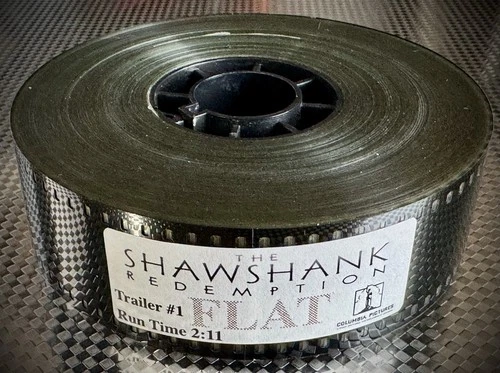 THE
SHAWSHANK
REDEMPTION
Trailer #1
FLAT
Run Time 2:11
COLUMBIA PICTURES